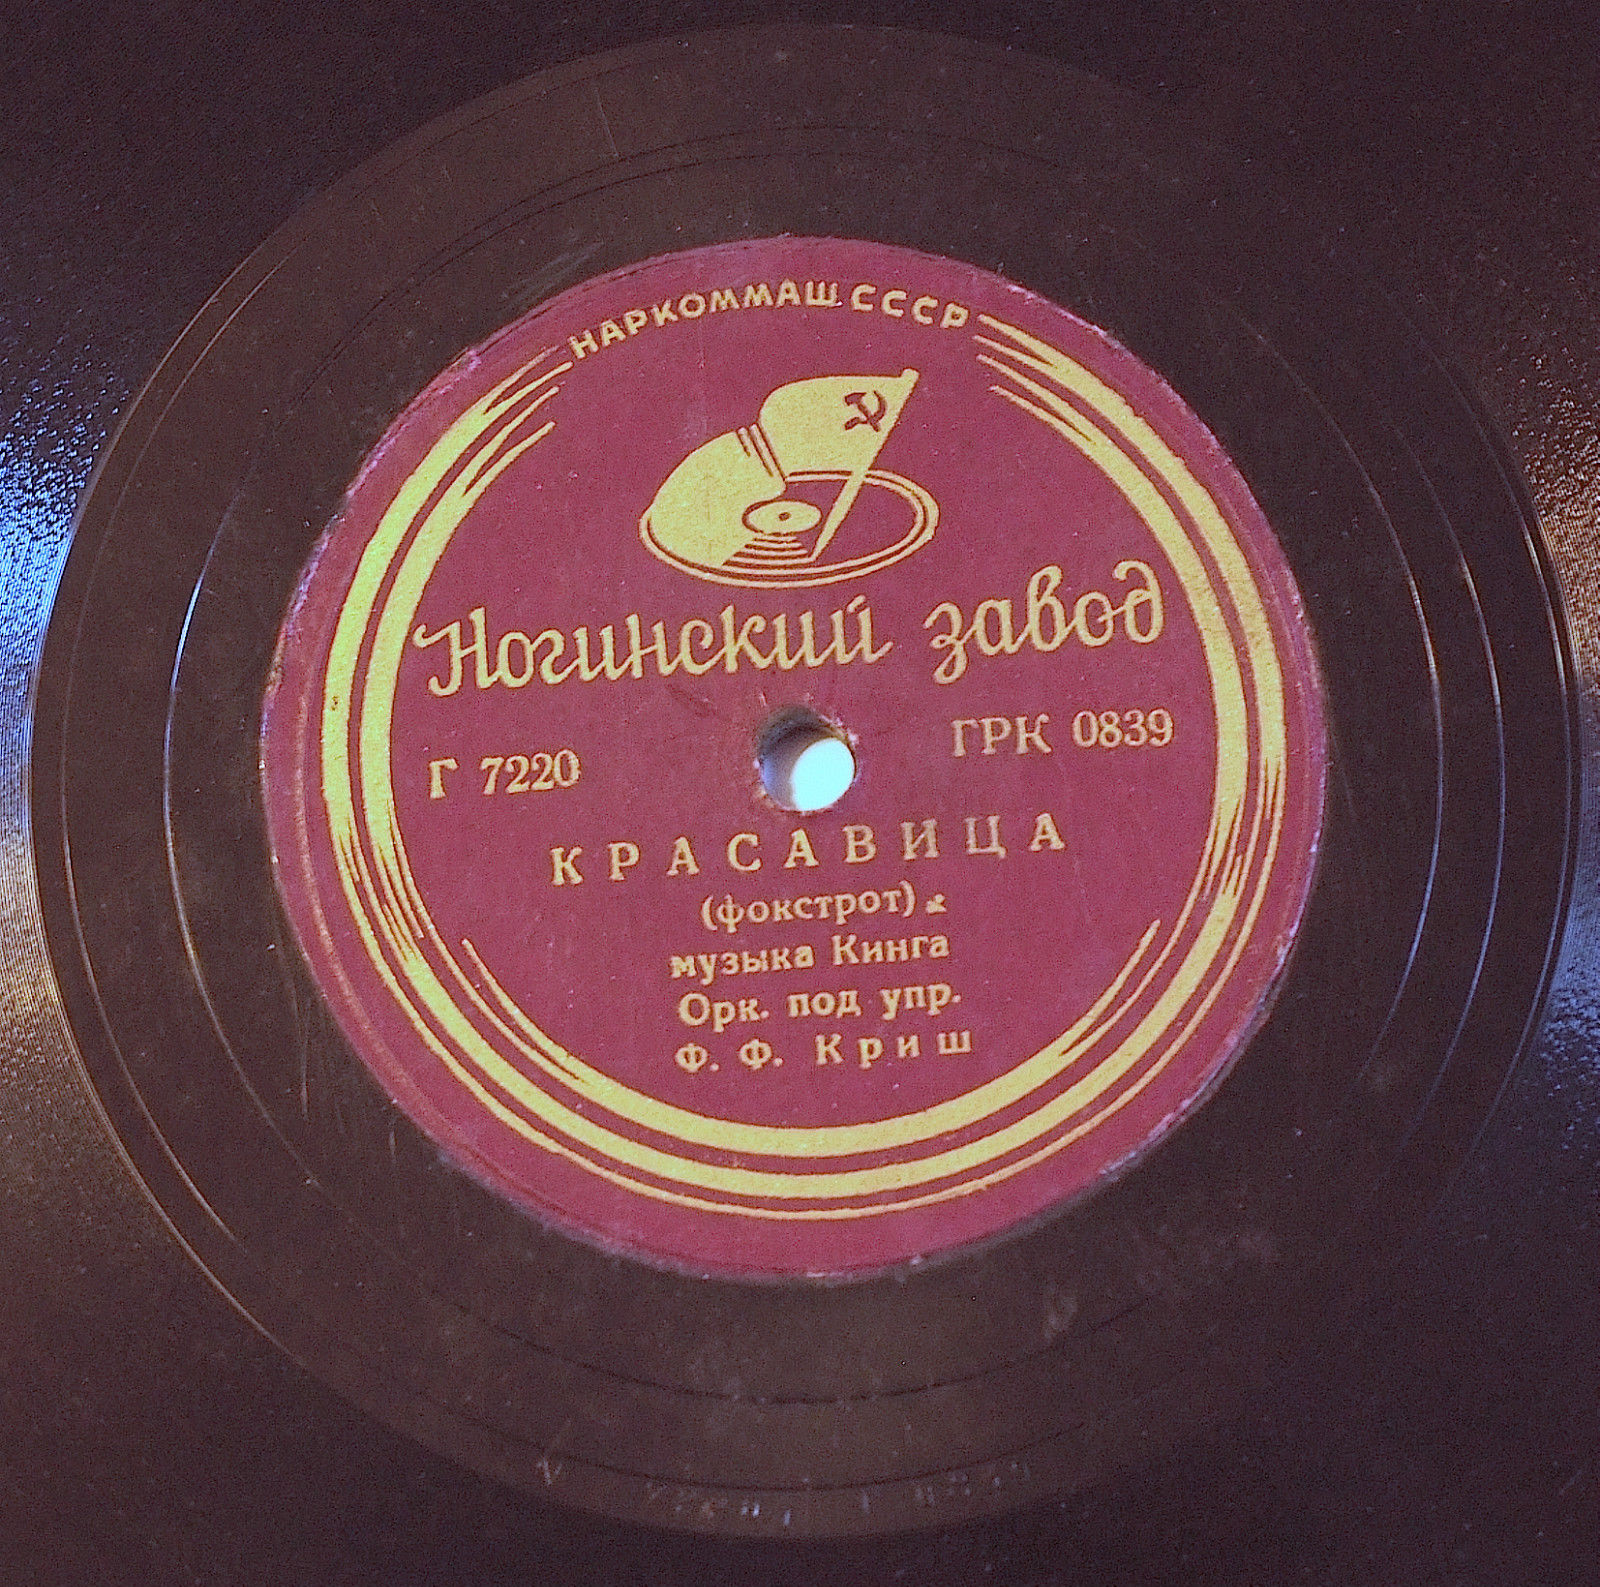 НАРКОММАШ СССР
Ногинский завод
Г 7220 ГРК 0839
КРАСАВИЦА
(фокстрот)
музыка Кинга
Орк. под упр.
Ф. Ф. Криш